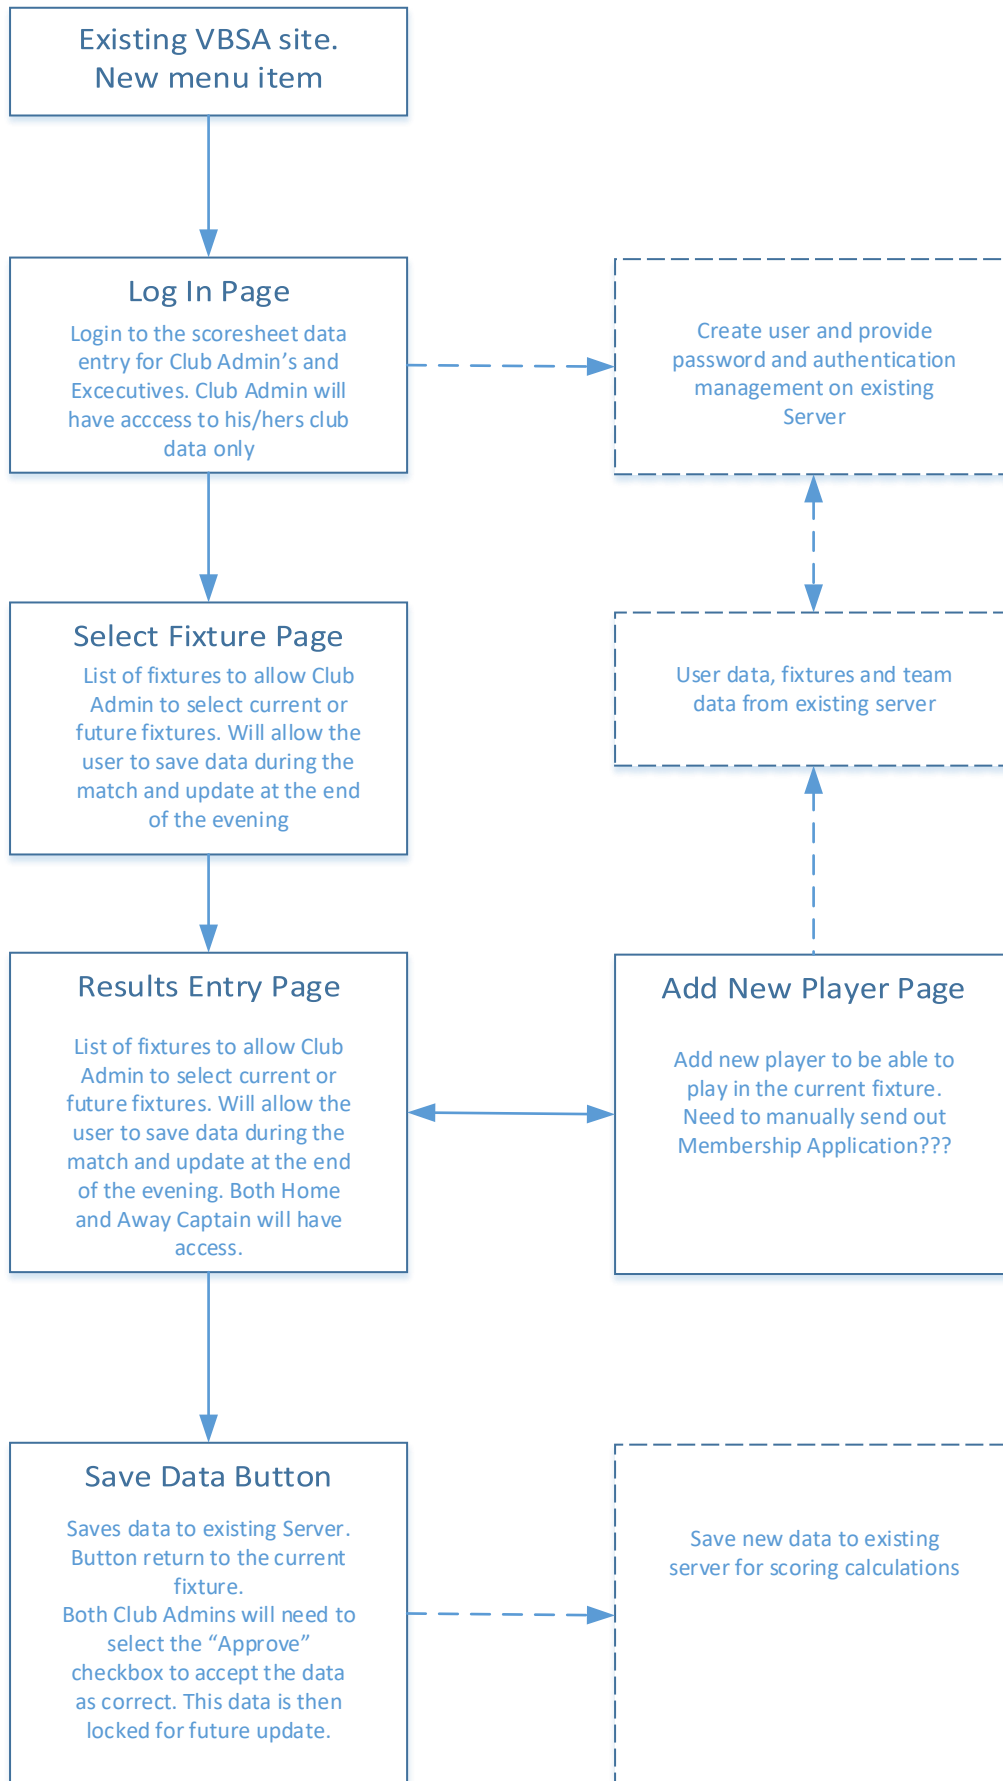 Existing VBSA site.
New menu item
Log In Page
Login to the scoresheet data
entry for Club Admin's and
Excecutives. Club Admin will
have acccess to his/hers club
data only
Create user and provide
password and authentication
management on existing
Server
Select Fixture Page
List of fixtures to allow Club
Admin to select current or
future fixtures. Will allow the
user to save data during the
match and update at the end
of the evening
User data, fixtures and team
data from existing server
Results Entry Page
List of fixtures to allow Club
Admin to select current or
future fixtures. Will allow the
user to save data during the
match and update at the end
of the evening. Both Home
and Away Captain will have
access.
Add New Player Page
Add new player to be able to
play in the current fixture.
Need to manually send out
Membership Application???
Save Data Button
Saves data to existing Server.
Button return to the current
fixture.
Both Club Admins will need to
select the “Approve”
checkbox to accept the data
as correct. This data is then
locked for future update.
Save new data to existing
server for scoring calculations